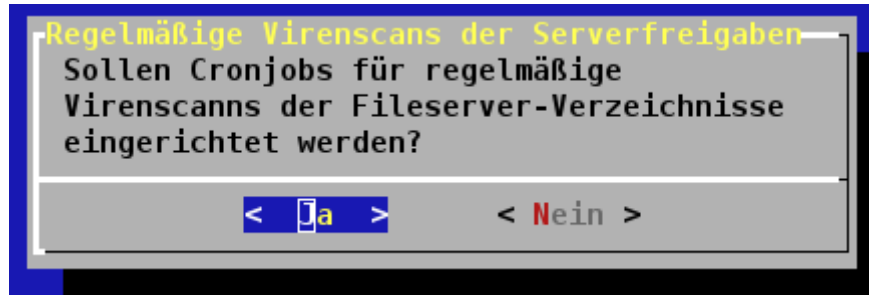 Regelmäßige Virenscans der Serverfreigaben
Sollen Cronjobs für regelmäßige
Virenscanns der Fileserver-Verzeichnisse
eingerichtet werden?
< Ja > < Nein >